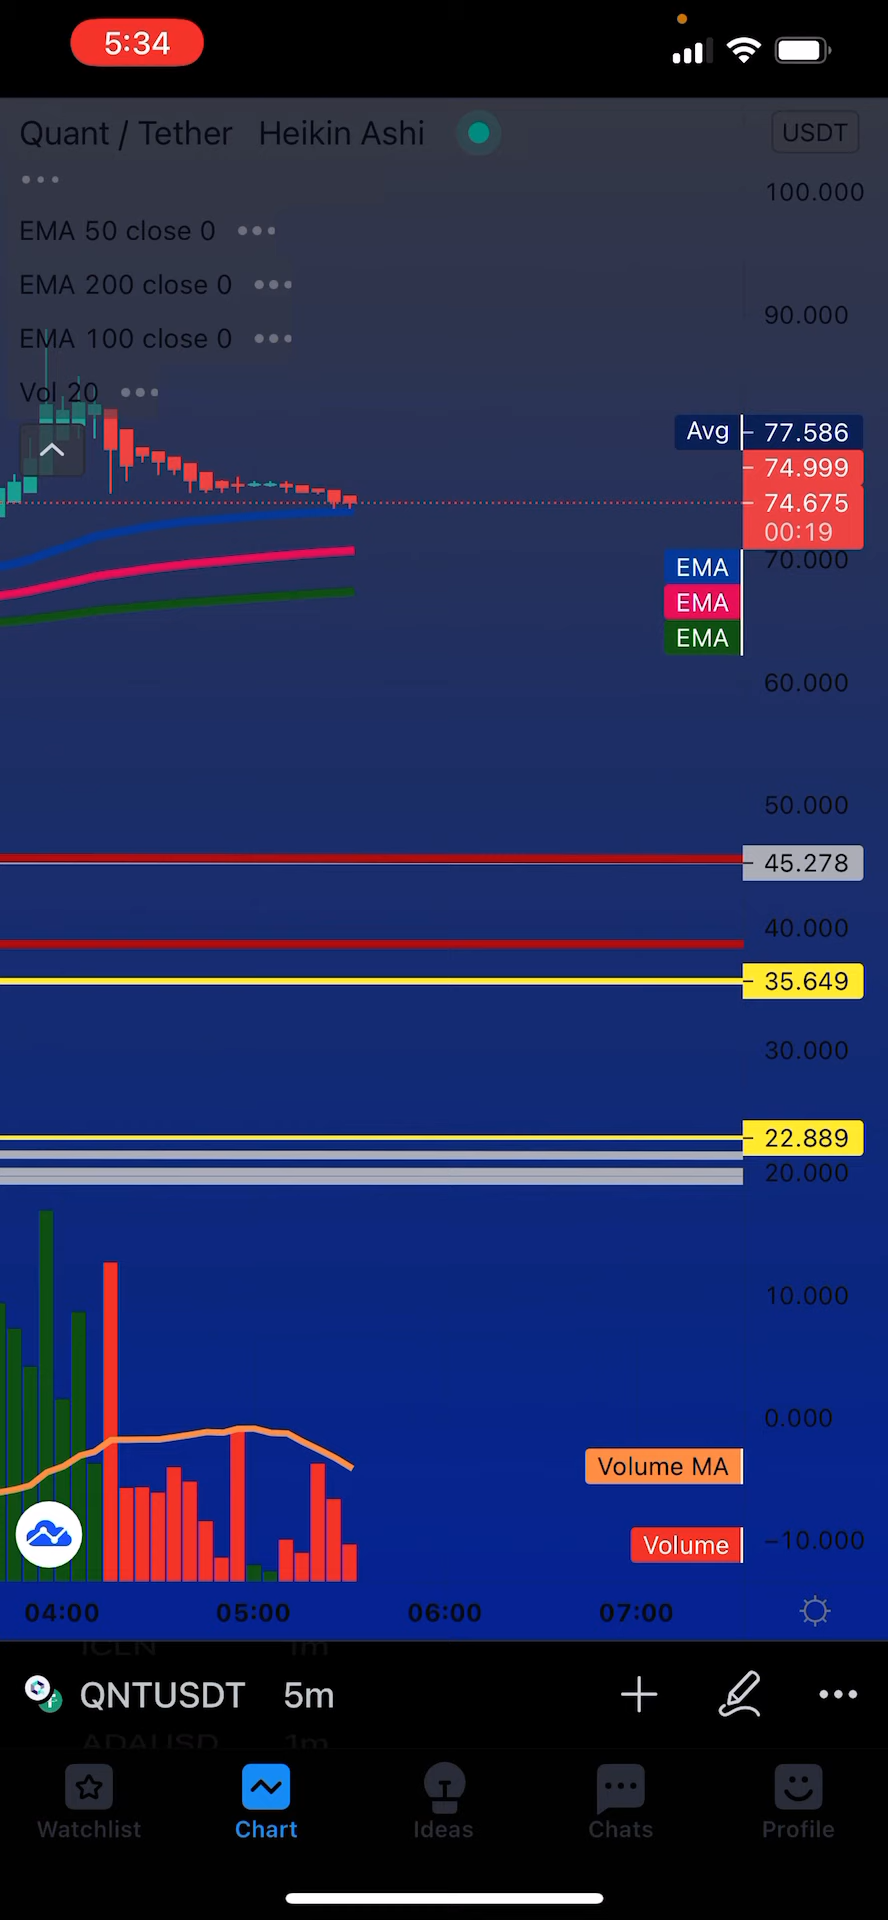 5:34
Quant / Tether Heikin Ashi
USDT
100.000
EMA 50 close 0
EMA 200 close 0
90.000
EMA 100 close 0
Vol 20
Avg 77.586
74.999
74.675
00:19
70.000
EMA
EMA
EMA
60.000
50.000
45.278
40.000
35.649
30.000
22.889
20.000
10.000
0.000
Volume MA
Volume
−10.000
04:00 05:00 06:00 07:00
ICLN 1m
QNTUSDT 5m
ADAUSD 1m
Watchlist Chart Ideas Chats Profile